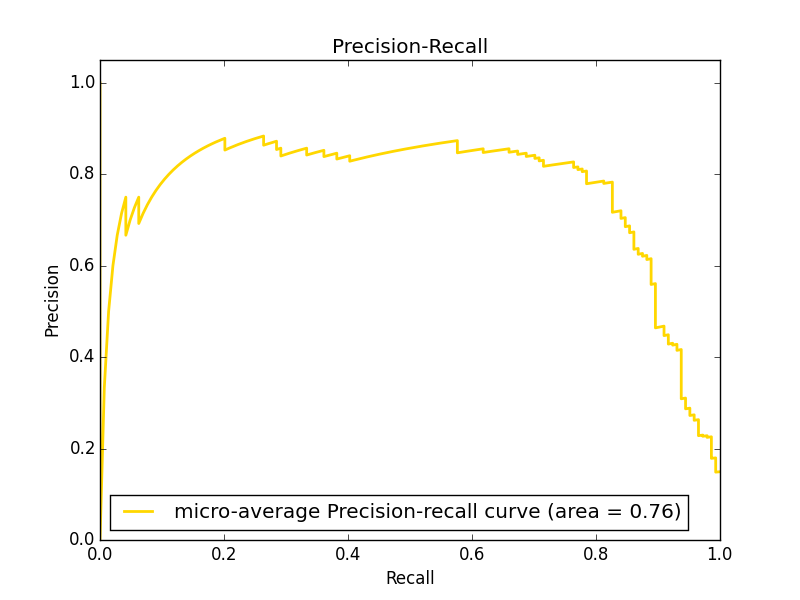 Precision-Recall
1.0
0.8
0.6
0.4
0.2
0.0
Precision
micro-average Precision-recall curve (area = 0.76)
0.0 0.2 0.4 0.6 0.8 1.0
Recall